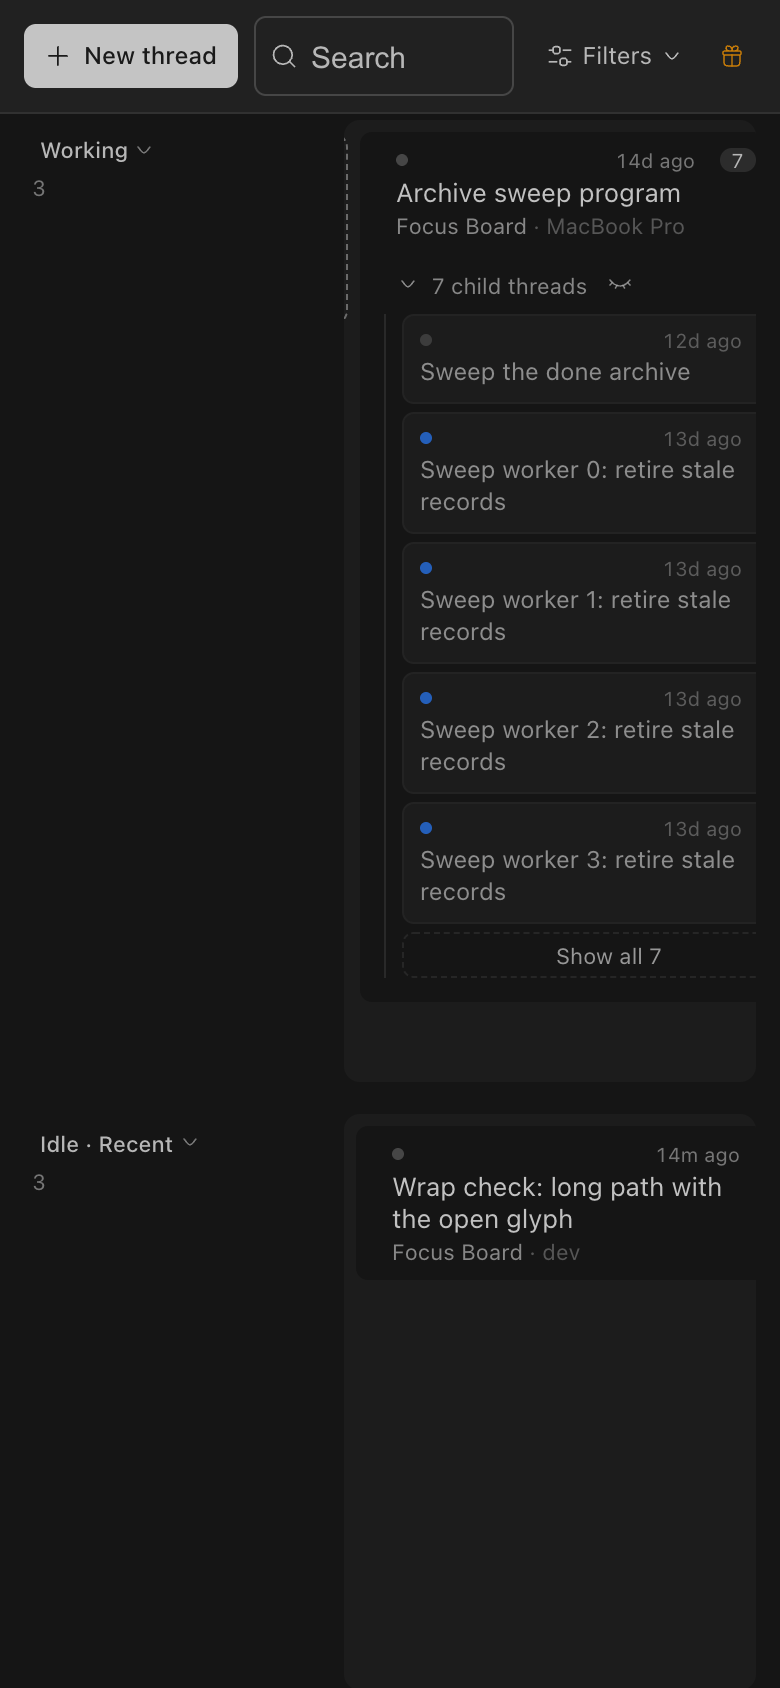 New thread
Search
Filters
Working
3
14d ago
7
Archive sweep program
Focus Board · MacBook Pro
7 child threads
12d ago
Sweep the done archive
13d ago
Sweep worker 0: retire stale
records
13d ago
Sweep worker 1: retire stale
records
13d ago
Sweep worker 2: retire stale
records
13d ago
Sweep worker 3: retire stale
records
Show all 7
Idle · Recent
3
14m ago
Wrap check: long path with
the open glyph
Focus Board · dev